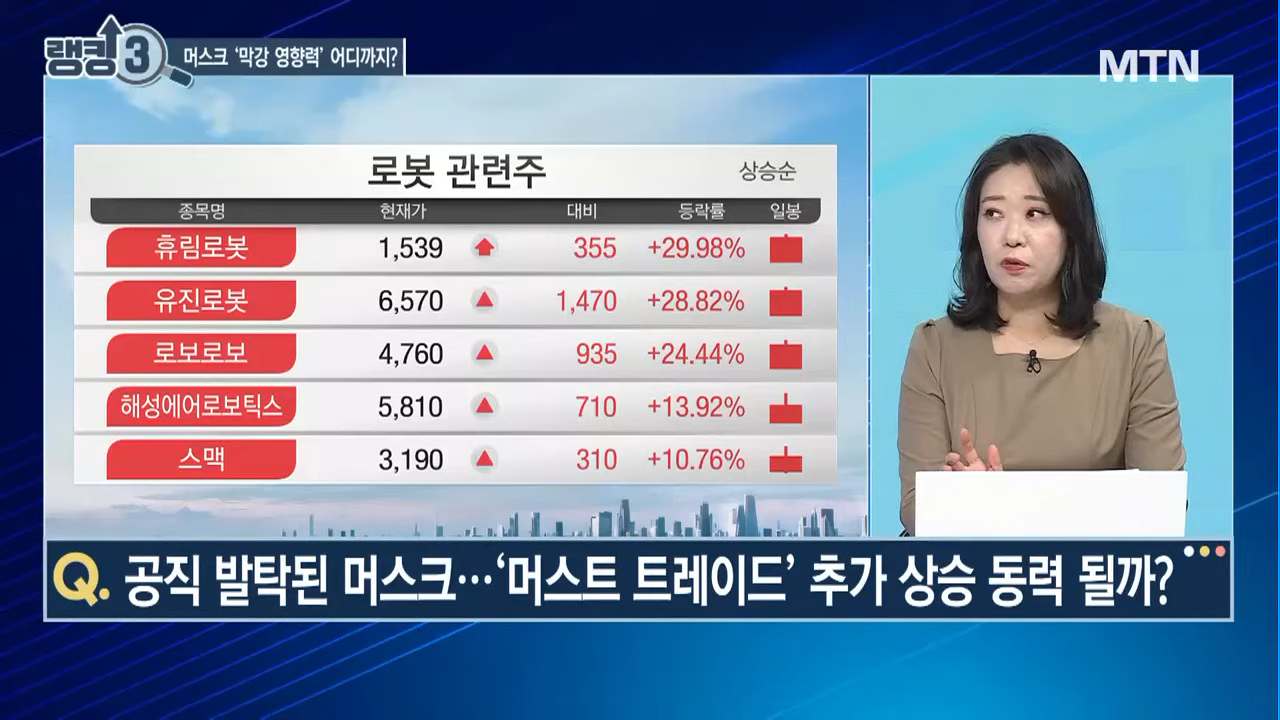 랭킹3
머스크 '막강 영향력' 어디까지?
MTN
로봇 관련주
상승순
종목명 현재가 대비 등락률 일봉
휴림로봇 1,539 355 +29.98%
유진로봇 6,570 1,470 +28.82%
로보로보 4,760 935 +24.44%
해성에어로보틱스 5,810 710 +13.92%
스맥 3,190 310 +10.76%
Q. 공직 발탁된 머스크…'머스트 트레이드' 추가 상승 동력 될까?